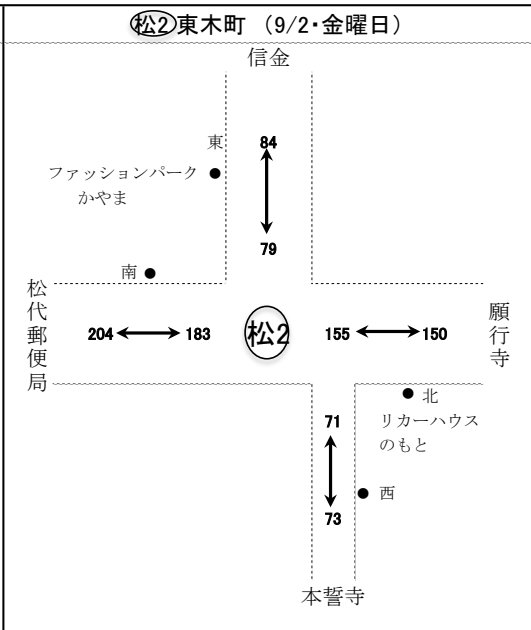 松2東木町 （9/2・金曜日）
信金
東
84
ファッションパーク
かやま
79
南
松代郵便局
204
183
松2
155
150
願行寺
71
北
リカーハウス
のもと
西
73
本誓寺